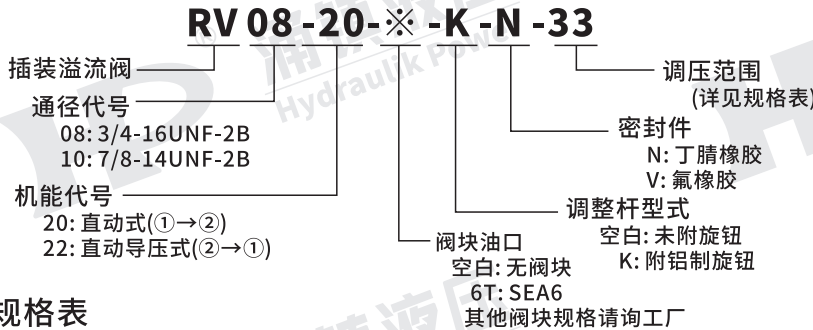 RV 08 -20-※-K-N-33
插装溢流阀
通径代号
08: 3/4-16UNF-2B
10: 7/8-14UNF-2B
机能代号
20: 直动式(①→②)
22: 直动导压式(②→①)
调压范围
(详见规格表)
密封件
N: 丁腈橡胶
V: 氟橡胶
调整杆型式
空白: 未附旋钮
K: 附铝制旋钮
阀块油口
空白: 无阀块
6T: SEA6
其他阀块规格请询工厂
规格表
Hydraulik Power